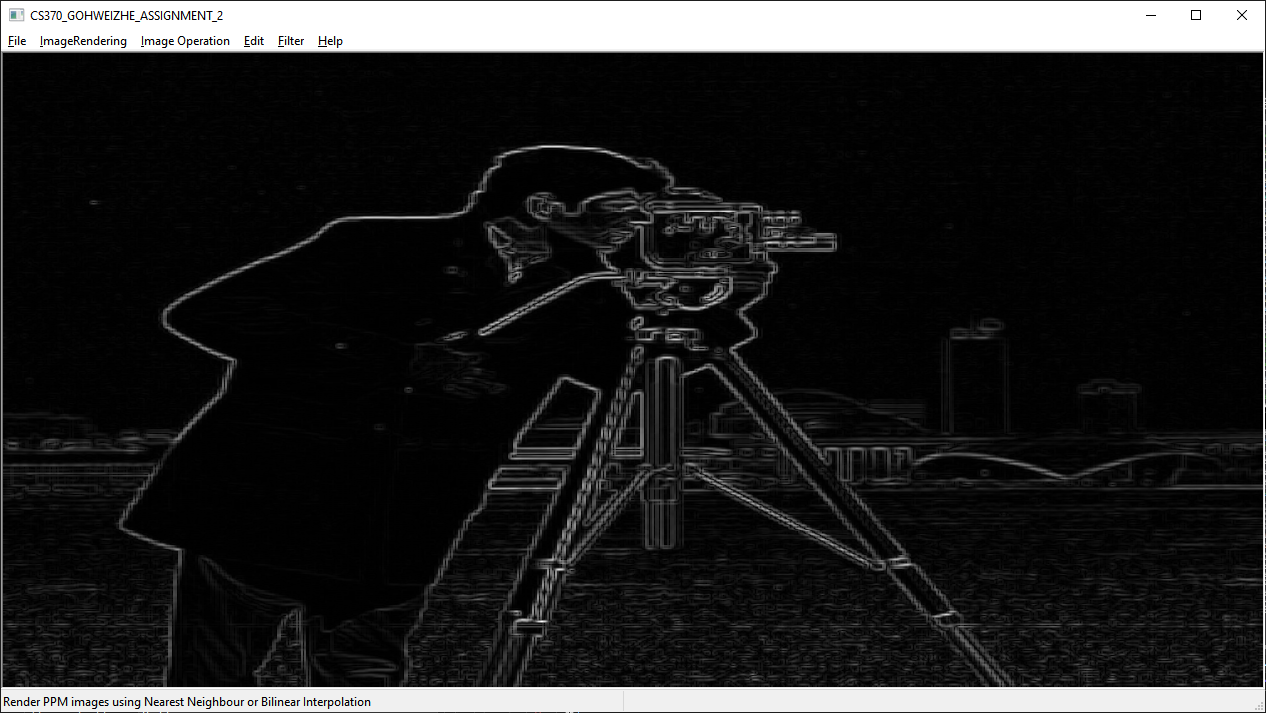 CS370_GOHWEIZHE_ASSIGNMENT_2
File ImageRendering Image Operation Edit Filter Help
Render PPM images using Nearest Neighbour or Bilinear Interpolation